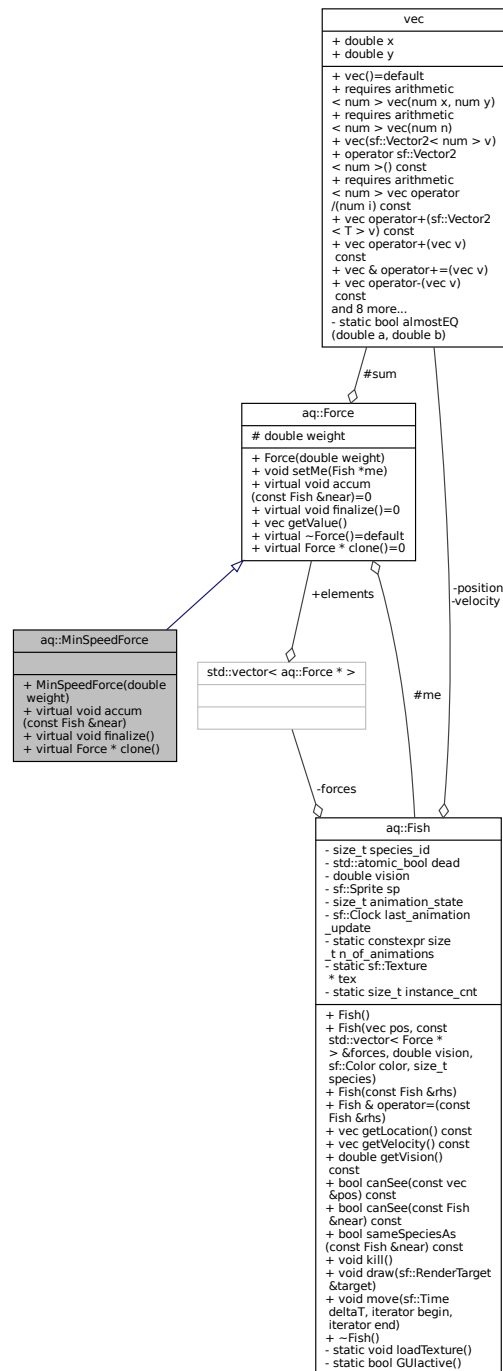 vec
+ double x
+ double y
+ vec()=default
+ requires arithmetic
< num > vec(num x, num y)
+ requires arithmetic
< num > vec(num n)
+ vec(sf::Vector2< num > v)
+ operator sf::Vector2
< num >() const
+ requires arithmetic
< num > vec operator
/(num i) const
+ vec operator+(sf::Vector2
< T > v) const
+ vec operator+(vec v)
const
+ vec & operator+=(vec v)
+ vec operator-(vec v)
const
and 8 more...
- static bool almostEQ
(double a, double b)
#sum
aq::Force
# double weight
+ Force(double weight)
+ void setMe(Fish *me)
+ virtual void accum
(const Fish &near)=0
+ virtual void finalize()=0
+ vec getValue()
+ virtual ~Force()=default
+ virtual Force * clone()=0
+elements
-position
-velocity
aq::MinSpeedForce
+ MinSpeedForce(double
weight)
+ virtual void accum
(const Fish &near)
+ virtual void finalize()
+ virtual Force * clone()
std::vector< aq::Force * >
#me
-forces
aq::Fish
- size_t species_id
- std::atomic_bool dead
- double vision
- sf::Sprite sp
- size_t animation_state
- sf::Clock last_animation
_update
- static constexpr size
_t n_of_animations
- static sf::Texture
* tex
- static size_t instance_cnt
+ Fish()
+ Fish(vec pos, const
std::vector< Force *
> &forces, double vision,
sf::Color color, size_t
species)
+ Fish(const Fish &rhs)
+ Fish & operator=(const
Fish &rhs)
+ vec getLocation() const
+ vec getVelocity() const
+ double getVision()
const
+ bool canSee(const vec
&pos) const
+ bool canSee(const Fish
&near) const
+ bool sameSpeciesAs
(const Fish &near) const
+ void kill()
+ void draw(sf::RenderTarget
&target)
+ void move(sf::Time
deltaT, iterator begin,
iterator end)
+ ~Fish()
- static void loadTexture()
- static bool GUIactive()